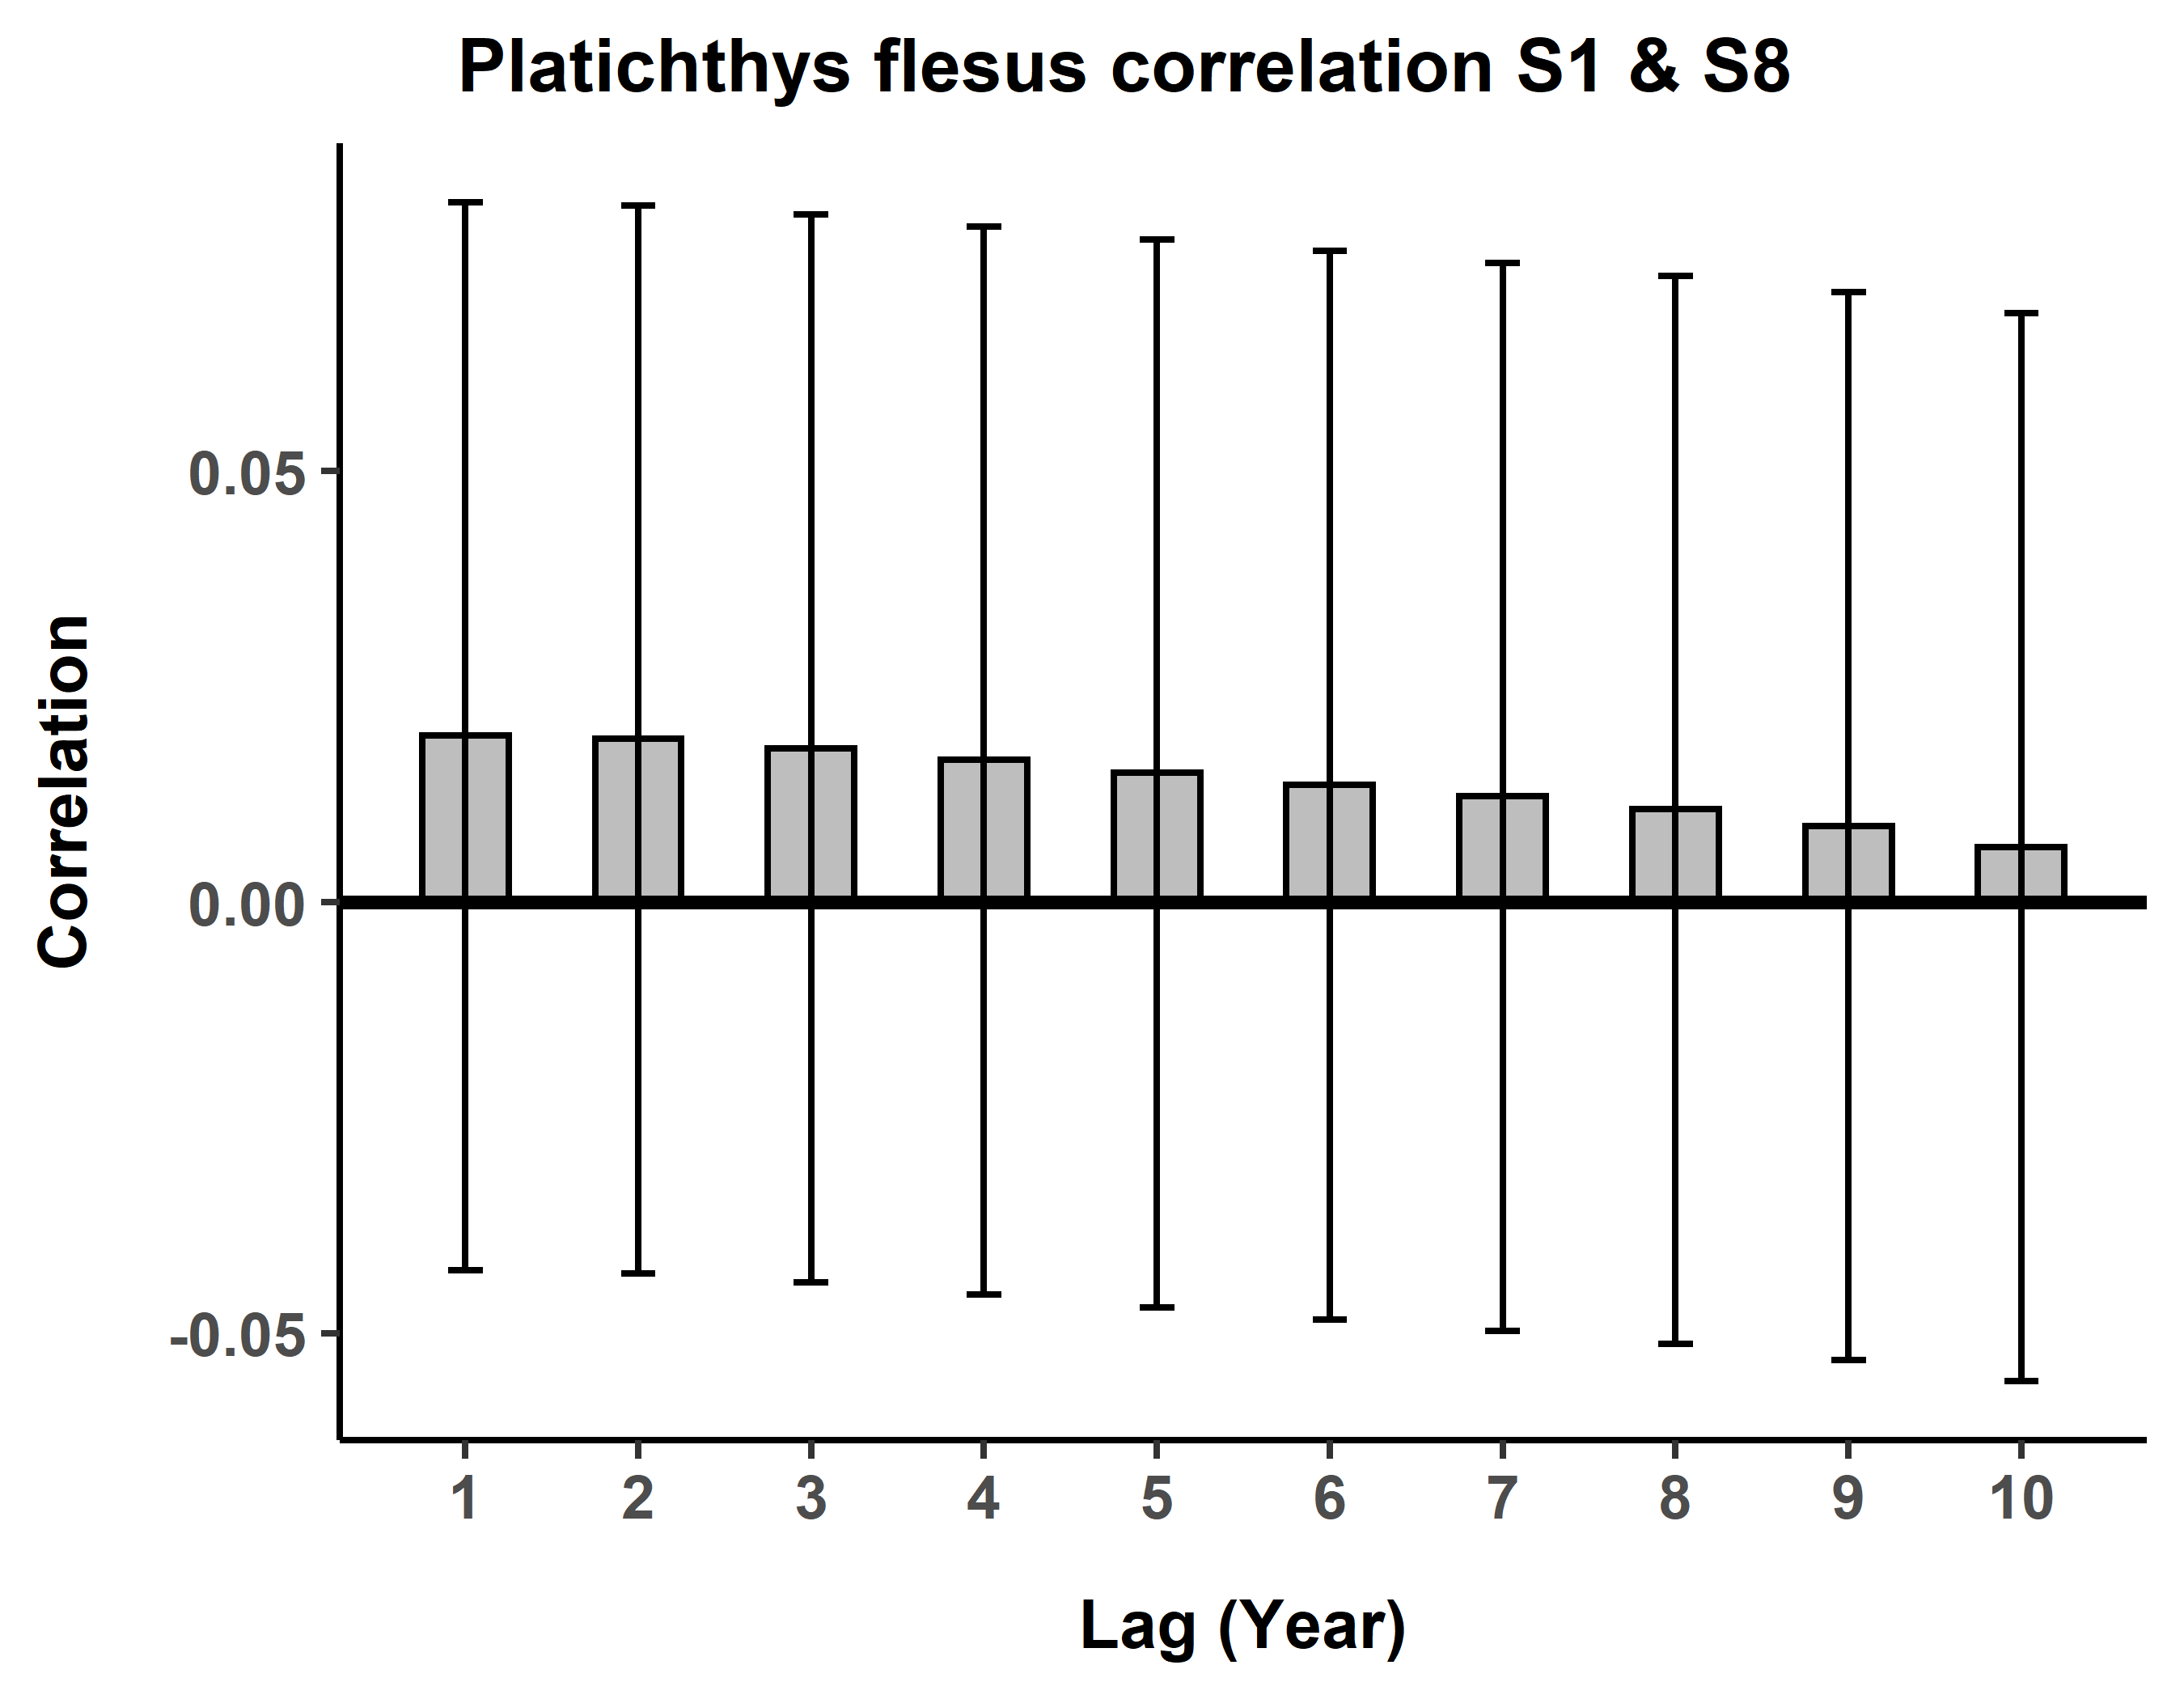 Platichthys flesus correlation S1 & S8
Correlation
0.05
0.00
-0.05
1 2 3 4 5 6 7 8 9 10
Lag (Year)